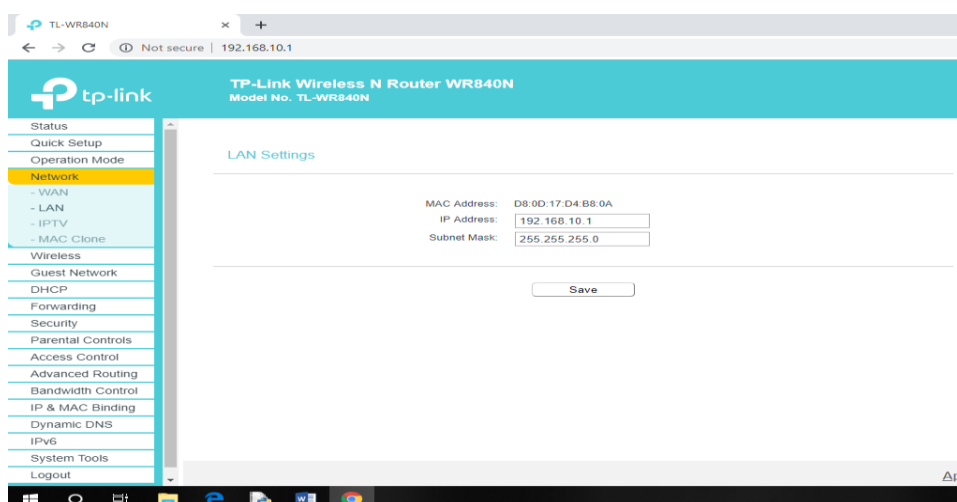 TL-WR840N
Not secure | 192.168.10.1
tp-link
TP-Link Wireless N Router WR840N
Model No. TL-WR840N
Status
Quick Setup
Operation Mode
Network
- WAN
- LAN
- IPTV
- MAC Clone
Wireless
Guest Network
DHCP
Forwarding
Security
Parental Controls
Access Control
Advanced Routing
Bandwidth Control
IP & MAC Binding
Dynamic DNS
IPv6
System Tools
Logout
LAN Settings
MAC Address: D8:0D:17:D4:B8:0A
IP Address: 192.168.10.1
Subnet Mask: 255.255.255.0
Save